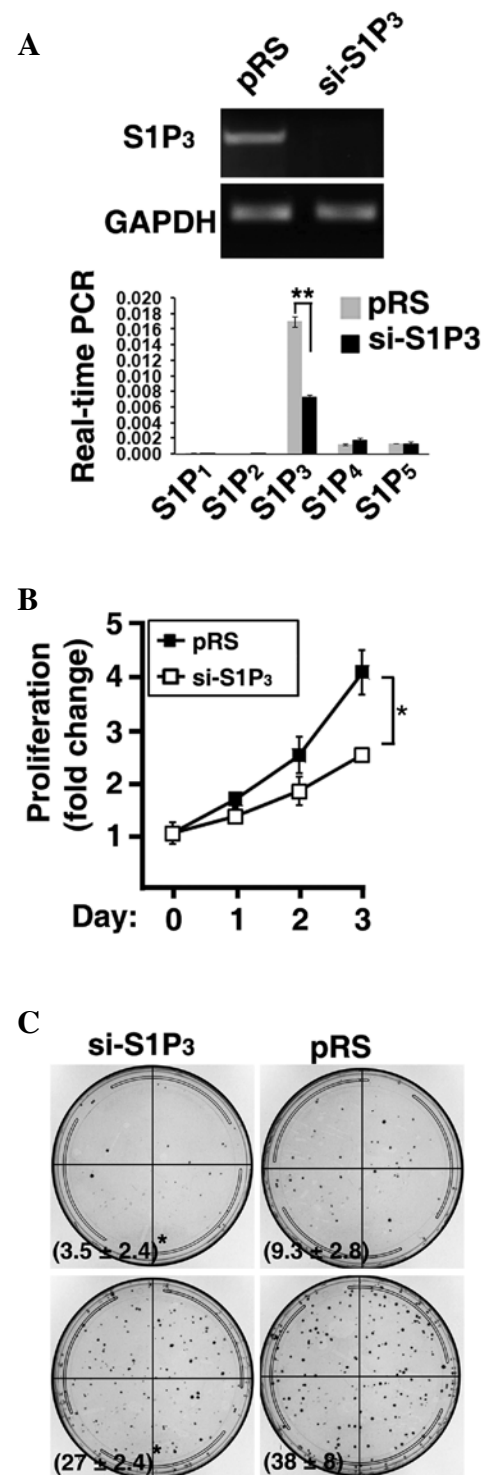 A
pRS si-S1P3
S1P3
GAPDH
Real-time PCR
0.020
0.018
0.016
0.014
0.012
0.010
0.008
0.006
0.004
0.002
0.000
**
pRS
si-S1P3
S1P1 S1P2 S1P3 S1P4 S1P5
B
Proliferation
(fold change)
5
4
3
2
1
pRS
si-S1P3
*
Day: 0 1 2 3
C
si-S1P3 pRS
(3.5 ± 2.4) * (9.3 ± 2.8)
(27 ± 2.4) * (38 ± 8)